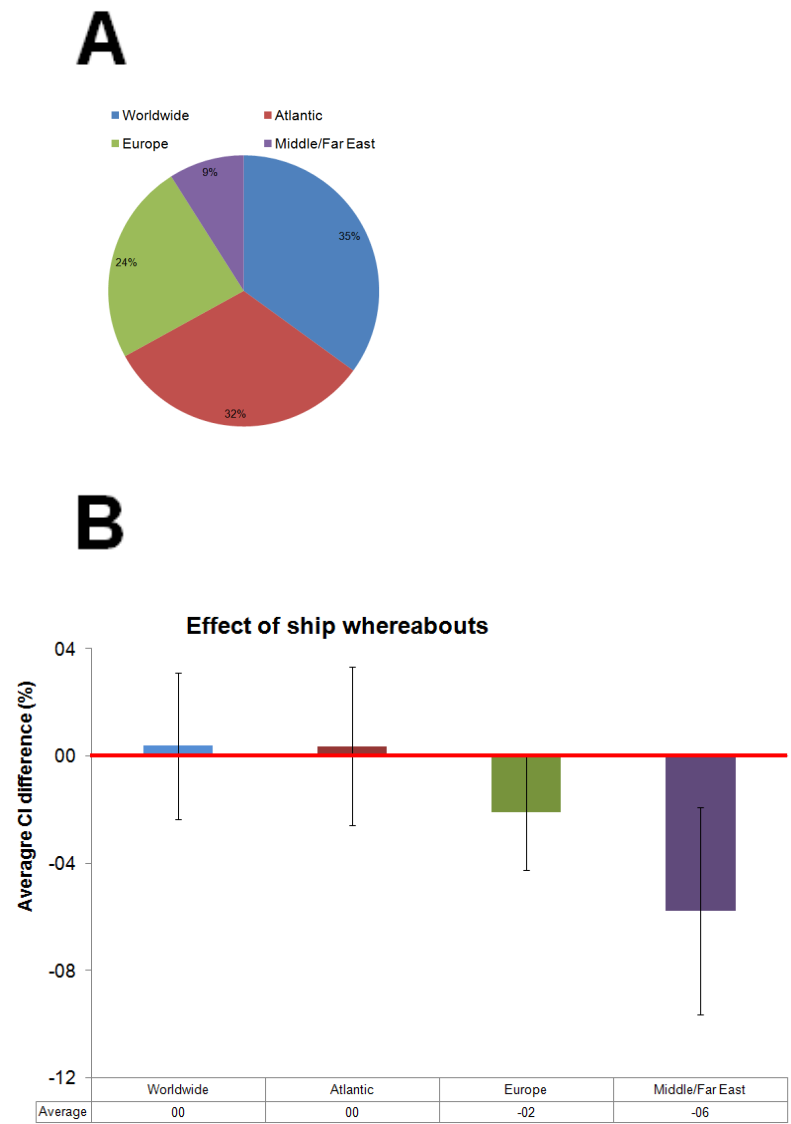 A
Worldwide Atlantic
Europe Middle/Far East
9%
35%
24%
32%
B
Effect of ship whereabouts
Averagre CI difference (%)
04
00
-04
-08
-12
Worldwide Atlantic Europe Middle/Far East
Average 00 00 -02 -06